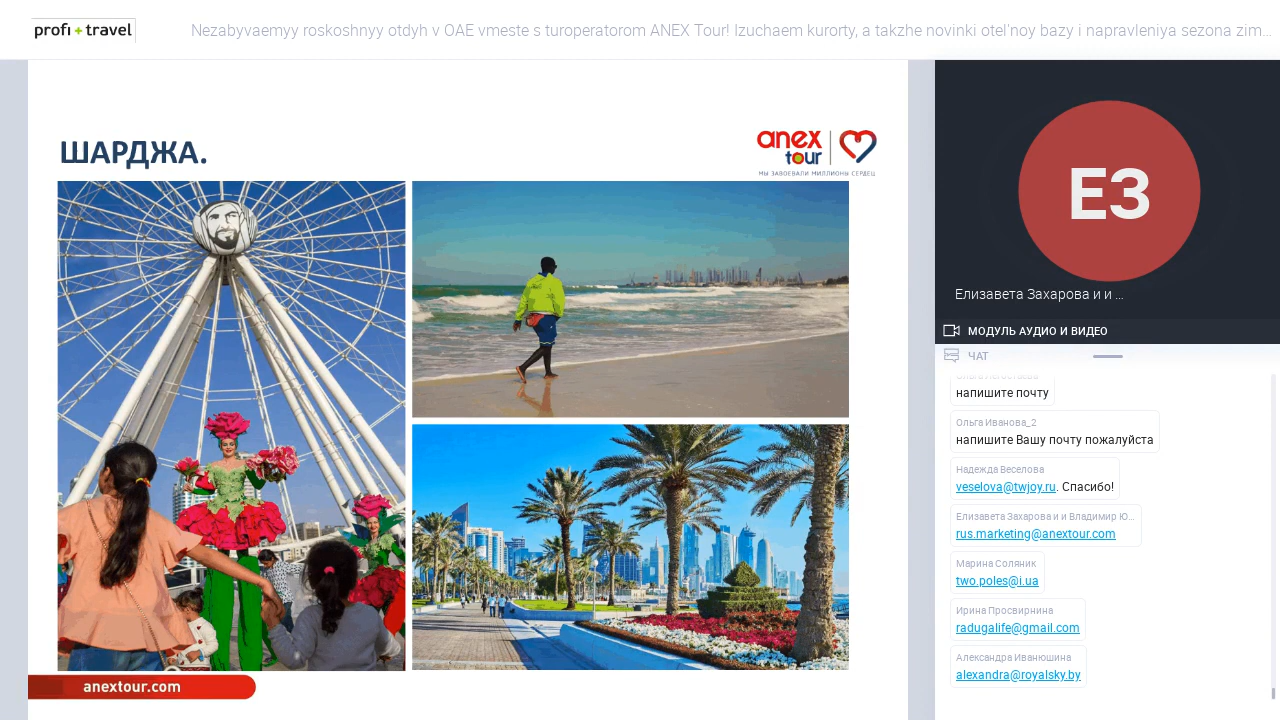 profi + travel
Nezabyvaemyy roskoshnyy otdyh v OAE vmeste s turoperatorom ANEX Tour! Izuchaem kurorty, a takzhe novinki otel'noy bazy i napravleniya sezona zim...
ШАРДЖА.
anex
tour
МЫ ЗАВОЕВАЛИ МИЛЛИОНЫ СЕРДЕЦ
anextour.com
ЕЗ
Елизавета Захарова и и ...
МОДУЛЬ АУДИО И ВИДЕО
ЧАТ
напишите почту
Ольга Иванова_2
напишите Вашу почту пожалуйста
Надежда Веселова
veselova@twjoy.ru. Спасибо!
Елизавета Захарова и и Владимир Ю...
rus.marketing@anextour.com
Марина Соляник
two.poles@i.ua
Ирина Просвирнина
radugalife@gmail.com
Александра Иванюшина
alexandra@royalsky.by